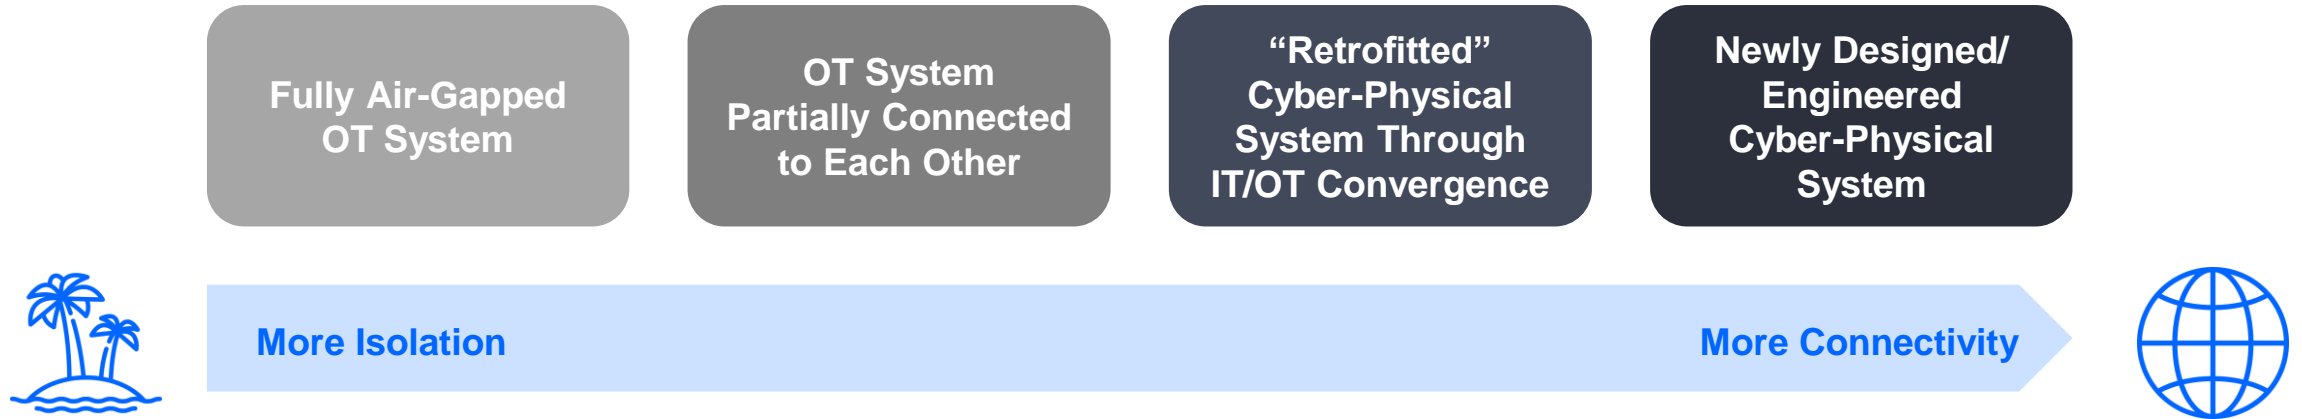 Fully Air-Gapped
OT System
OT System
Partially Connected
to Each Other
“Retrofitted”
Cyber-Physical
System Through
IT/OT Convergence
Newly Designed/
Engineered
Cyber-Physical
System
More Isolation
More Connectivity